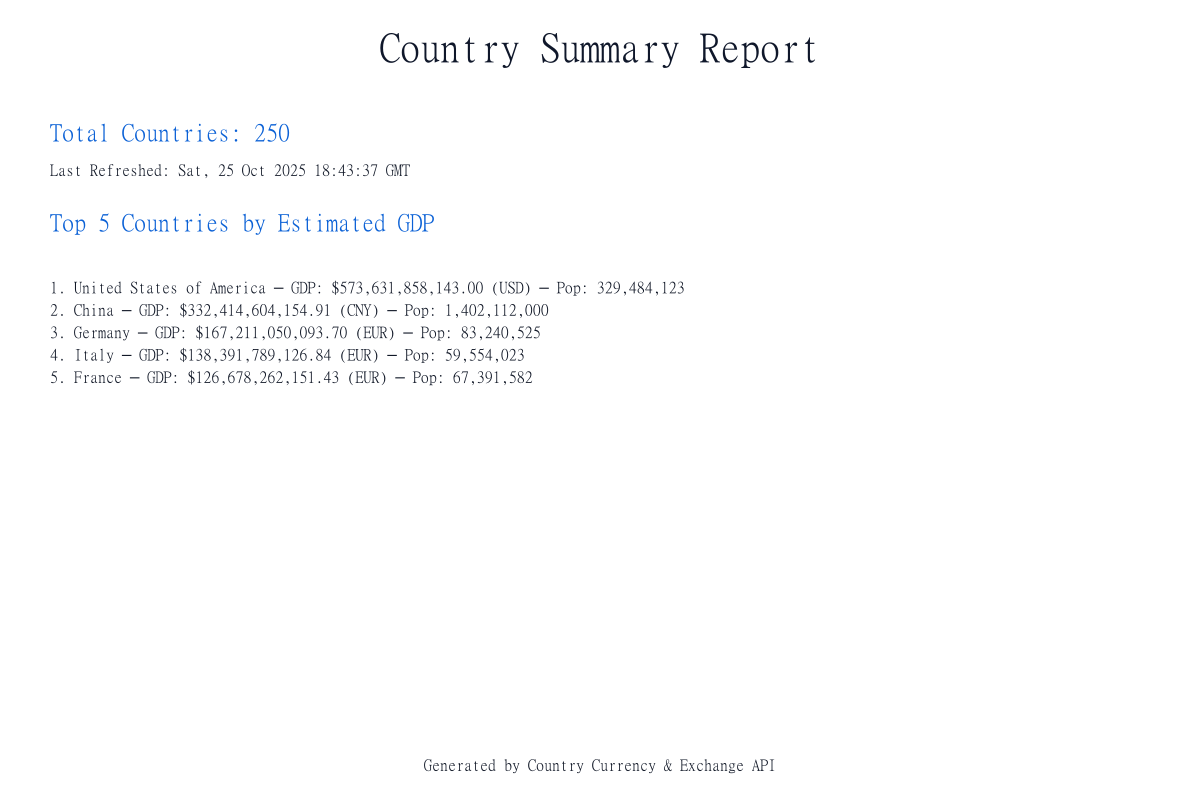 Country Summary Report
Total Countries: 250
Last Refreshed: Sat, 25 Oct 2025 18:43:37 GMT
Top 5 Countries by Estimated GDP
1. United States of America — GDP: $573,631,858,143.00 (USD) — Pop: 329,484,123
2. China — GDP: $332,414,604,154.91 (CNY) — Pop: 1,402,112,000
3. Germany — GDP: $167,211,050,093.70 (EUR) — Pop: 83,240,525
4. Italy — GDP: $138,391,789,126.84 (EUR) — Pop: 59,554,023
5. France — GDP: $126,678,262,151.43 (EUR) — Pop: 67,391,582
Generated by Country Currency & Exchange API